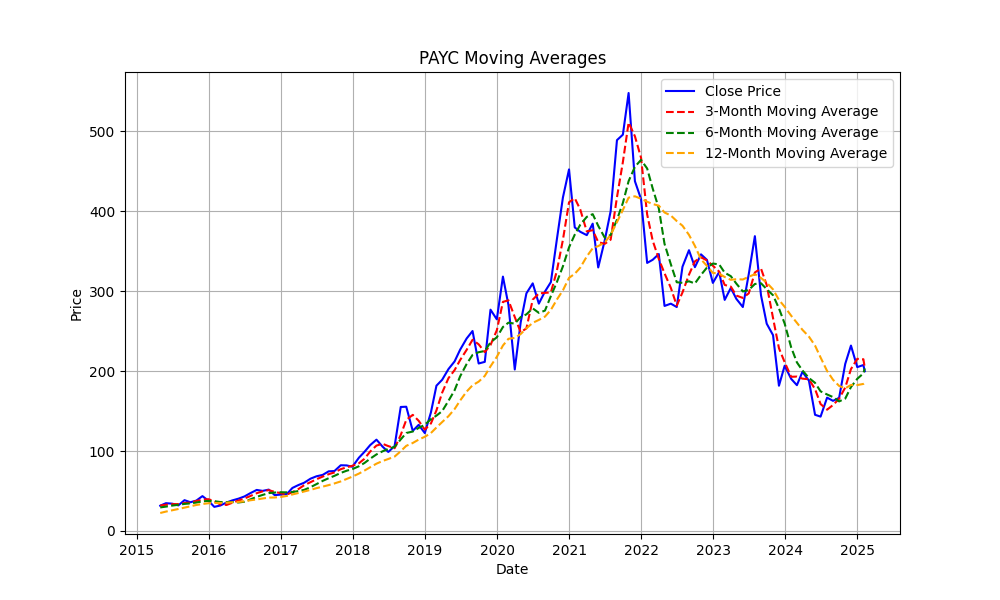 PAYC Moving Averages
Close Price
3-Month Moving Average
6-Month Moving Average
12-Month Moving Average
Price
500
400
300
200
100
0
2015 2016 2017 2018 2019 2020 2021 2022 2023 2024 2025
Date